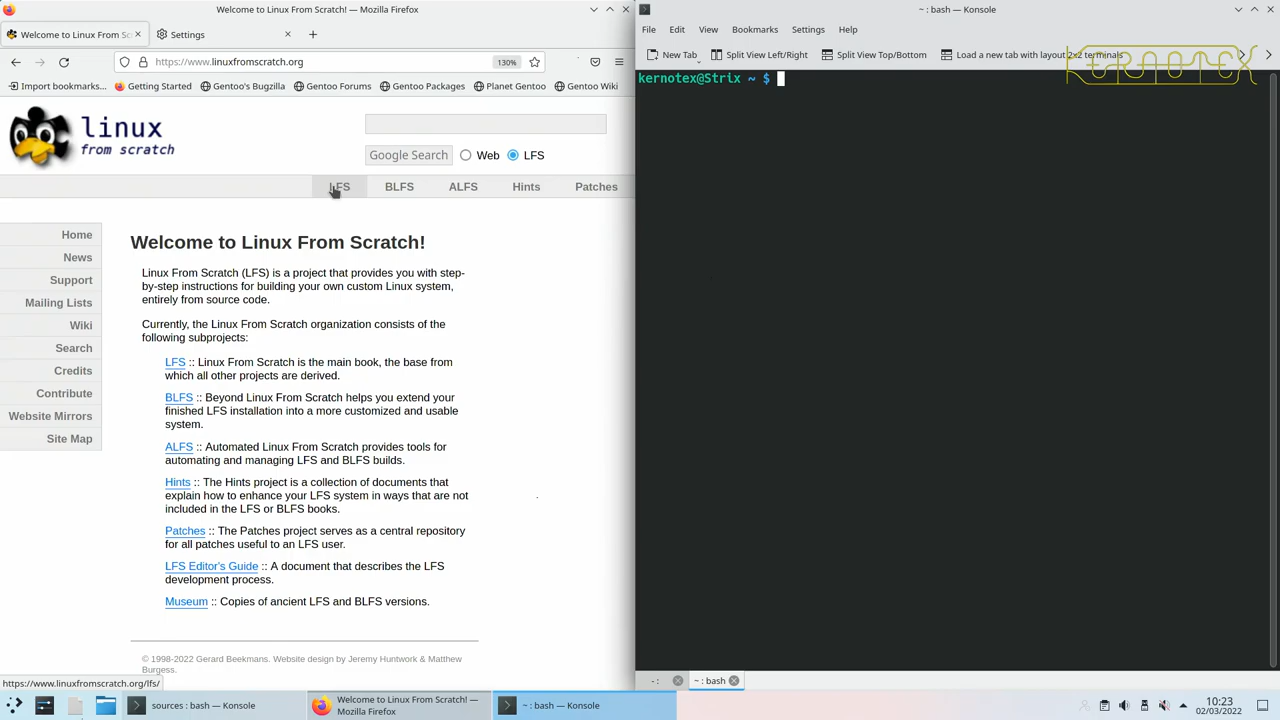 Welcome to Linux From Scratch! — Mozilla Firefox
Welcome to Linux From Sc
Settings
https://www.linuxfromscratch.org
130%
Import bookmarks...
Getting Started
Gentoo's Bugzilla
Gentoo Forums
Gentoo Packages
Planet Gentoo
Gentoo Wiki
linux
from scratch
Google Search
Web
LFS
LFS
BLFS
ALFS
Hints
Patches
Home
News
Support
Mailing Lists
Wiki
Search
Credits
Contribute
Website Mirrors
Site Map
Welcome to Linux From Scratch!
Linux From Scratch (LFS) is a project that provides you with step-
by-step instructions for building your own custom Linux system,
entirely from source code.
Currently, the Linux From Scratch organization consists of the
following subprojects:
LFS :: Linux From Scratch is the main book, the base from
which all other projects are derived.
BLFS :: Beyond Linux From Scratch helps you extend your
finished LFS installation into a more customized and usable
system.
ALFS :: Automated Linux From Scratch provides tools for
automating and managing LFS and BLFS builds.
Hints :: The Hints project is a collection of documents that
explain how to enhance your LFS system in ways that are not
included in the LFS or BLFS books.
Patches :: The Patches project serves as a central repository
for all patches useful to an LFS user.
LFS Editor's Guide :: A document that describes the LFS
development process.
Museum :: Copies of ancient LFS and BLFS versions.
© 1998-2022 Gerard Beekmans. Website design by Jeremy Huntwork & Matthew
Burgess.
https://www.linuxfromscratch.org/lfs/
~ : bash — Konsole
File
Edit
View
Bookmarks
Settings
Help
New Tab
Split View Left/Right
Split View Top/Bottom
Load a new tab with layout 2x2 terminals
KERNOTEX
kernotex@Strix ~ $
- :
~ : bash
sources : bash — Konsole
Welcome to Linux From Scratch! —
Mozilla Firefox
~ : bash — Konsole
10:23
02/03/2022